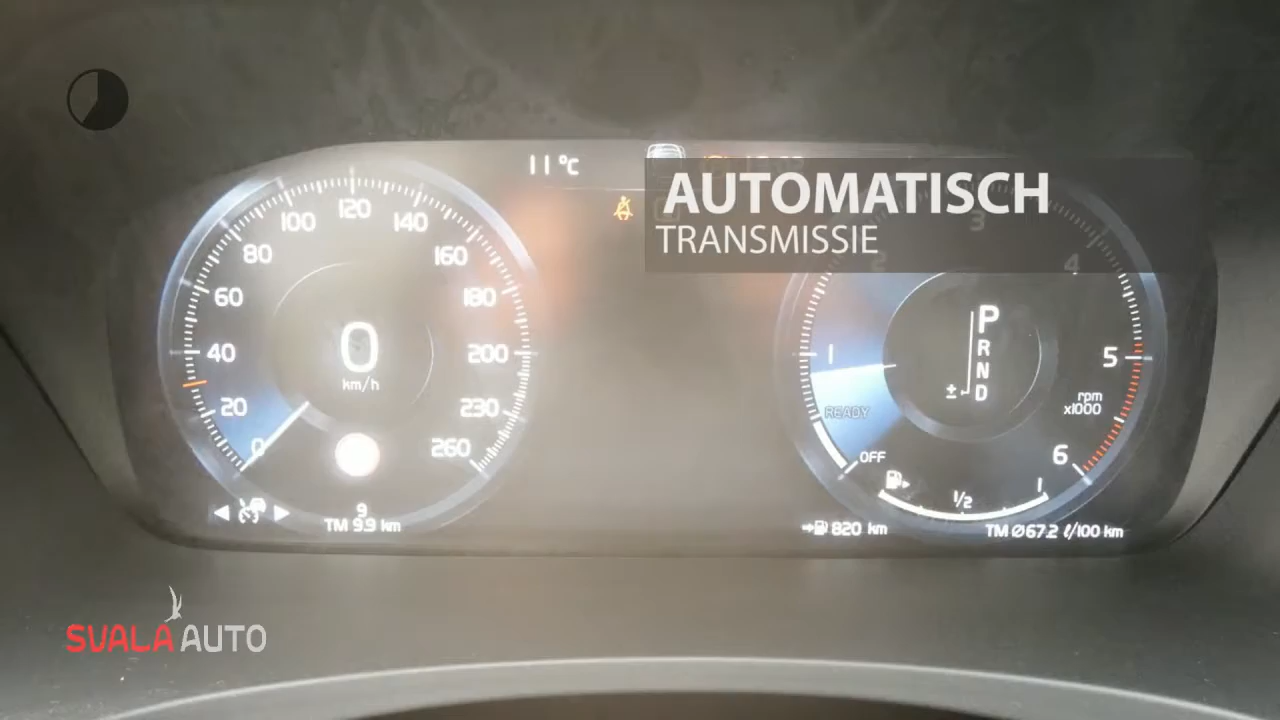 11°C
AUTOMATISCH
TRANSMISSIE
0
20
40
60
80
100
120
140
160
180
200
230
260
0
km/h
9
TM 9.9 km
OFF
READY
1
2
3
4
5
6
rpm
x1000
P
R
N
D
±
1/2
1
820 km
TM Ø67.2 ℓ/100 km
SVALA AUTO